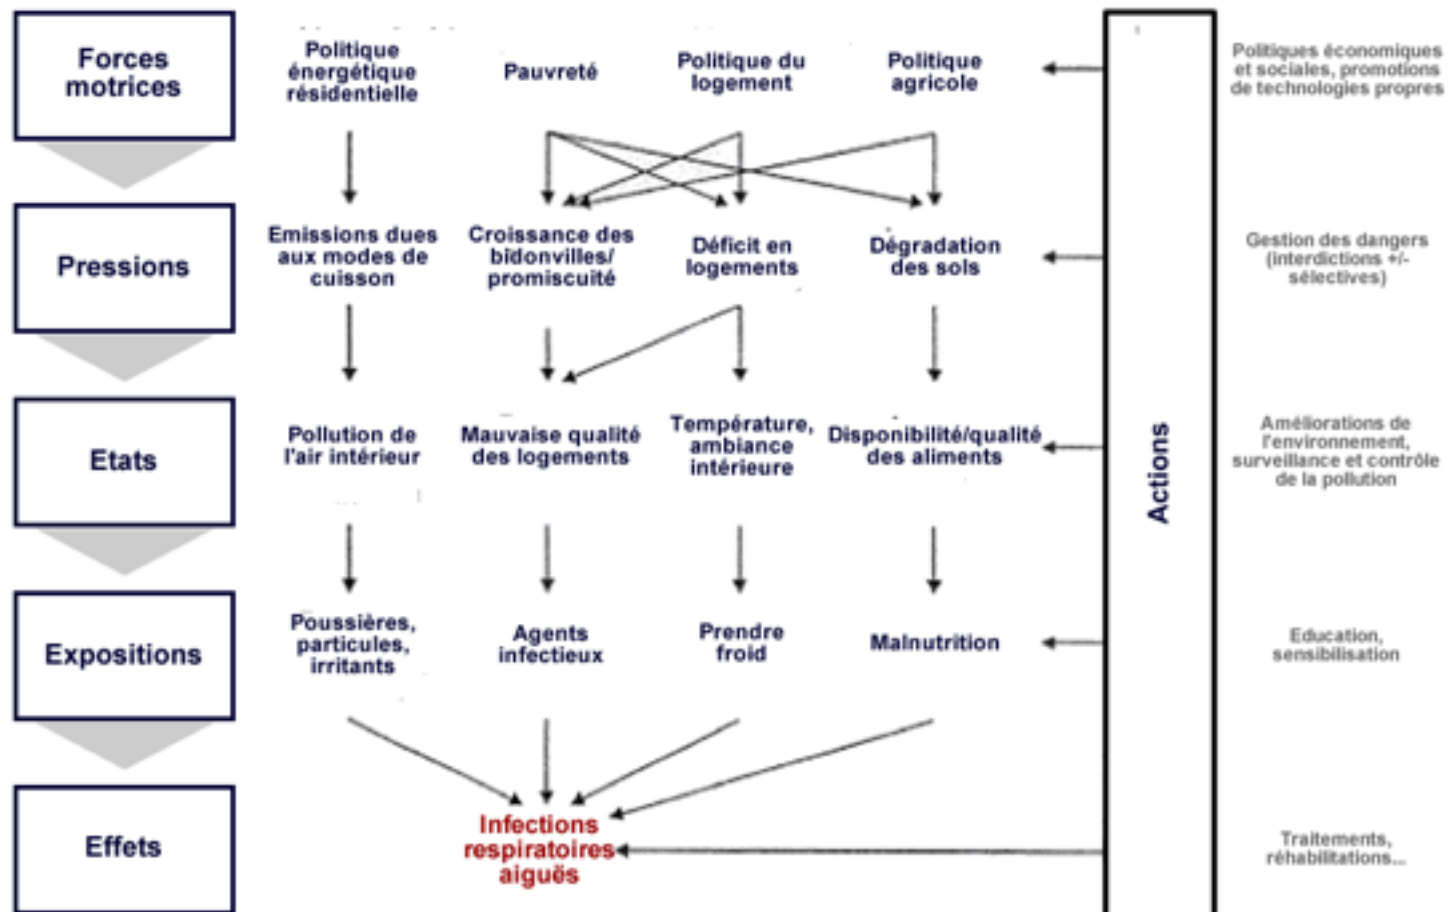 Forces
motrices
Politique
énergétique
résidentielle
Pauvreté
Politique du
logement
Politique
agricole
Politiques économiques
et sociales, promotions
de technologies propres
Pressions
Emissions dues
aux modes de
cuisson
Croissance des
bidonvilles/
promiscuité
Déficit en
logements
Dégradation
des sols
Gestion des dangers
(interdictions +/-
sélectives)
Etats
Pollution de
l'air intérieur
Mauvaise qualité
des logements
Température,
ambiance
intérieure
Disponibilité/qualité
des aliments
Améliorations de
l'environnement,
surveillance et contrôle
de la pollution
Actions
Expositions
Poussières,
particules,
irritants
Agents
infectieux
Prendre
froid
Malnutrition
Education,
sensibilisation
Effets
Infections
respiratoires
aiguës
Traitements,
réhabilitations...